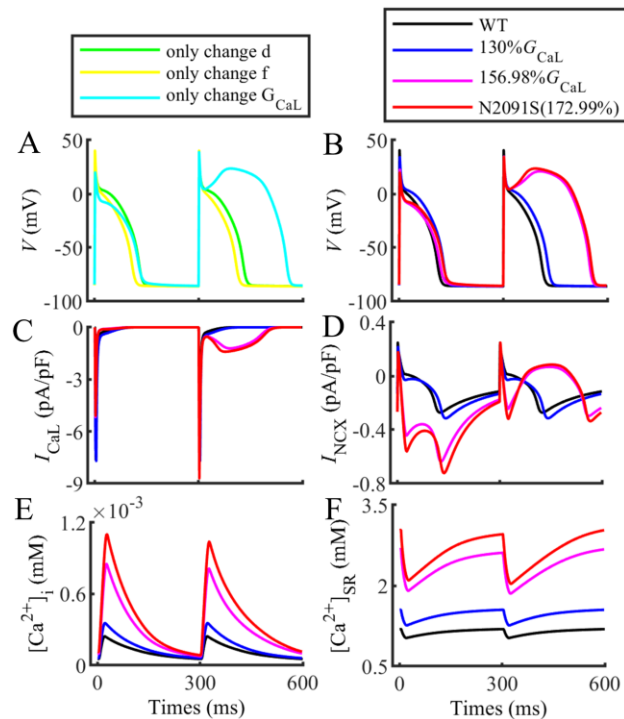 only change d
only change f
only change G_CaL
WT
130%G_CaL
156.98%G_CaL
N2091S(172.99%)
A
50
0
-50
-100
V (mV)
B
50
0
-50
-100
V (mV)
C
0
-3
-6
-9
I_CaL (pA/pF)
D
0.4
0
-0.4
-0.8
I_NCX (pA/pF)
E
×10^-3
1.2
0.6
0
[Ca^2+]_i (mM)
0 300 600
Times (ms)
F
3.5
2
0.5
[Ca^2+]_SR (mM)
0 300 600
Times (ms)